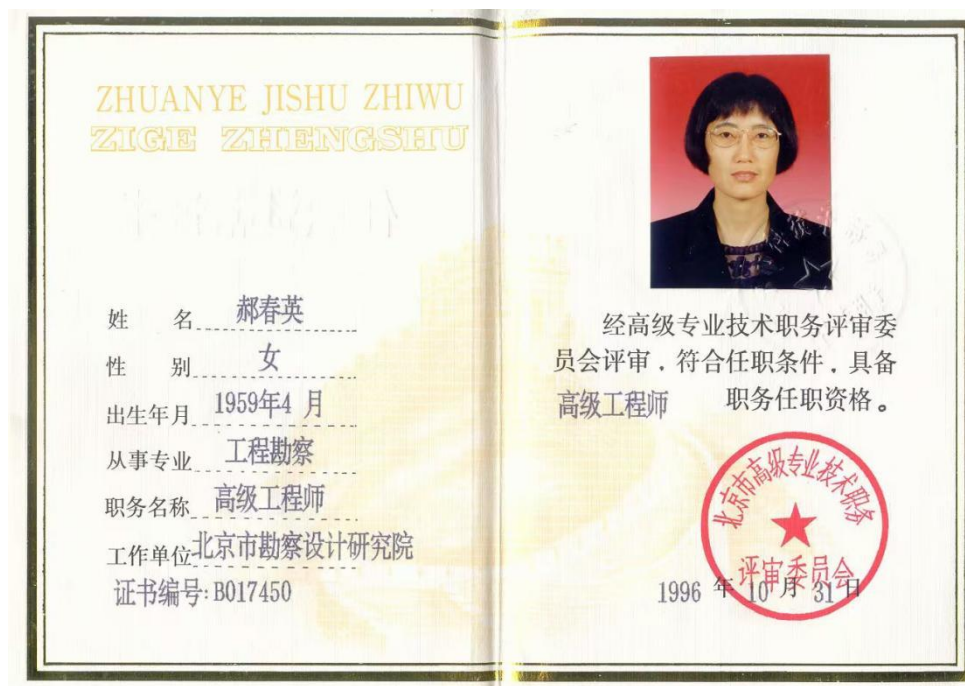 ZHUANYE JISHU ZHIWU
ZIGE ZHENGSHU
姓 名 郝春英
性 别 女
出生年月 1959年4 月
从事专业 工程勘察
职务名称 高级工程师
工作单位 北京市勘察设计研究院
证书编号: B017450
经高级专业技术职务评审委
员会评审，符合任职条件，具备
高级工程师 职务任职资格。
北京市高级专业技术职务
评审委员会
1996 年 10 月 31 日